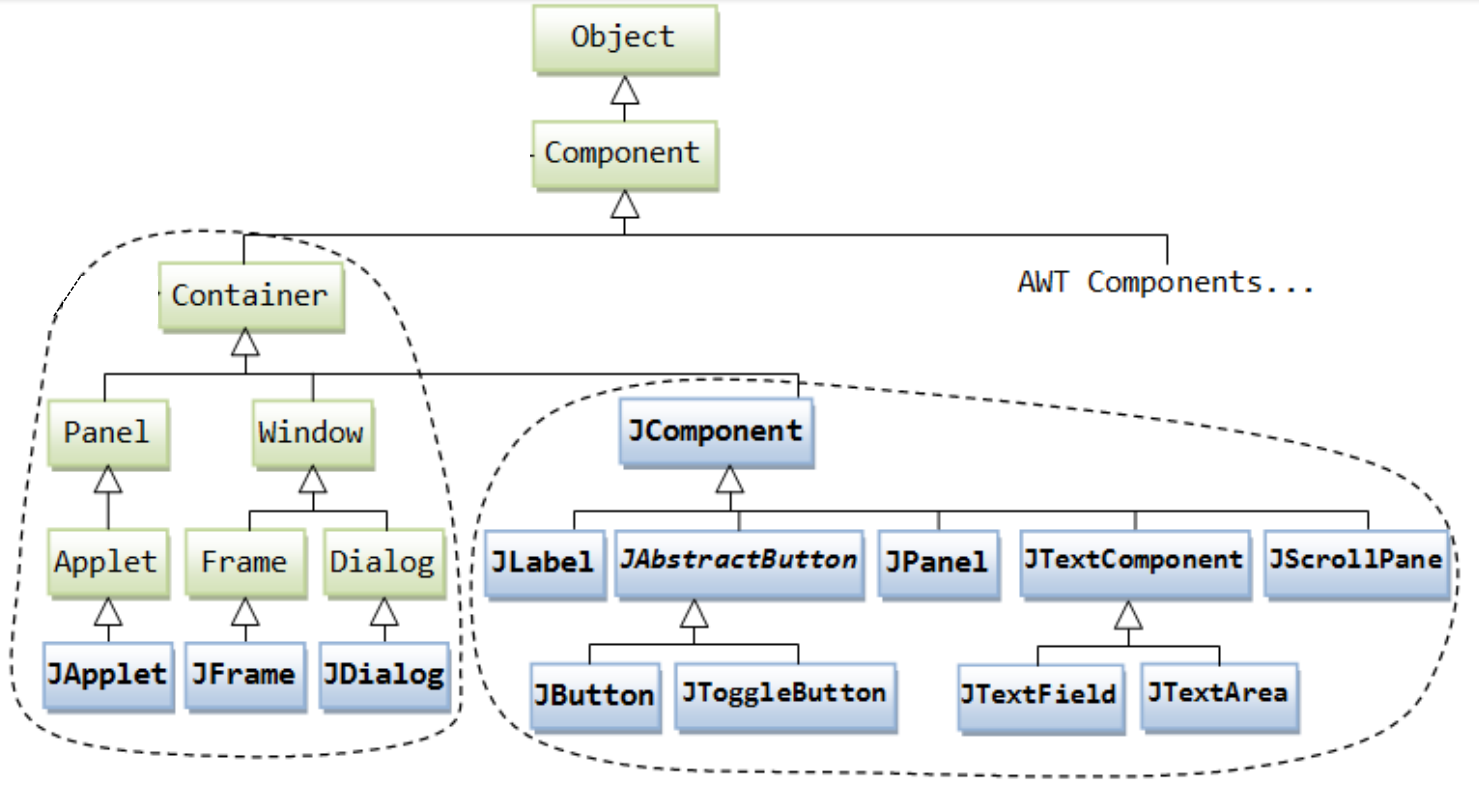 Object
Component
Container
AWT Components...
Panel
Window
JComponent
Applet
Frame
Dialog
JLabel
JAbstractButton
JPanel
JTextComponent
JScrollPane
JApplet
JFrame
JDialog
JButton
JToggleButton
JTextField
JTextArea